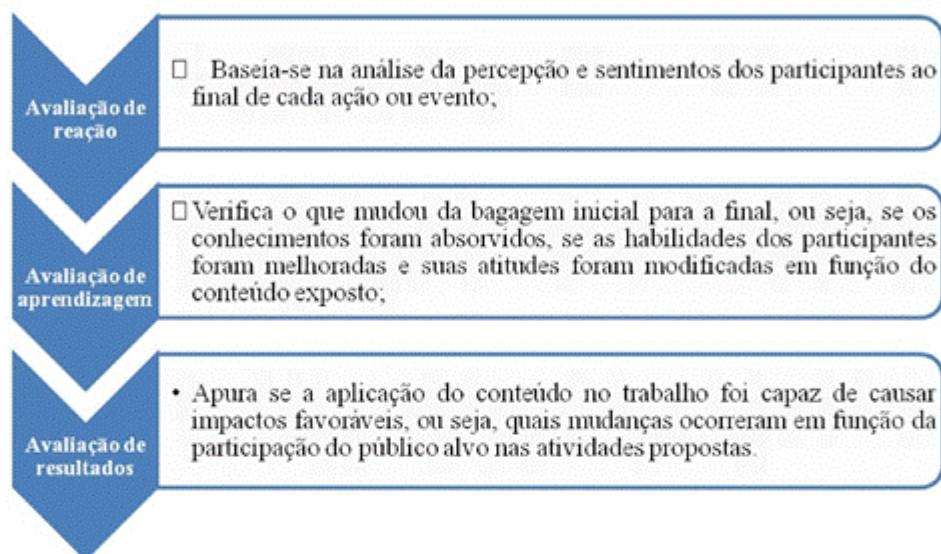 Avaliação de
reação
□ Baseia-se na análise da percepção e sentimentos dos participantes ao
final de cada ação ou evento;
Avaliação de
aprendizagem
□ Verifica o que mudou da bagagem inicial para a final, ou seja, se os
conhecimentos foram absorvidos, se as habilidades dos participantes
foram melhoradas e suas atitudes foram modificadas em função do
conteúdo exposto;
Avaliação de
resultados
• Apura se a aplicação do conteúdo no trabalho foi capaz de causar
impactos favoráveis, ou seja, quais mudanças ocorreram em função da
participação do público alvo nas atividades propostas.